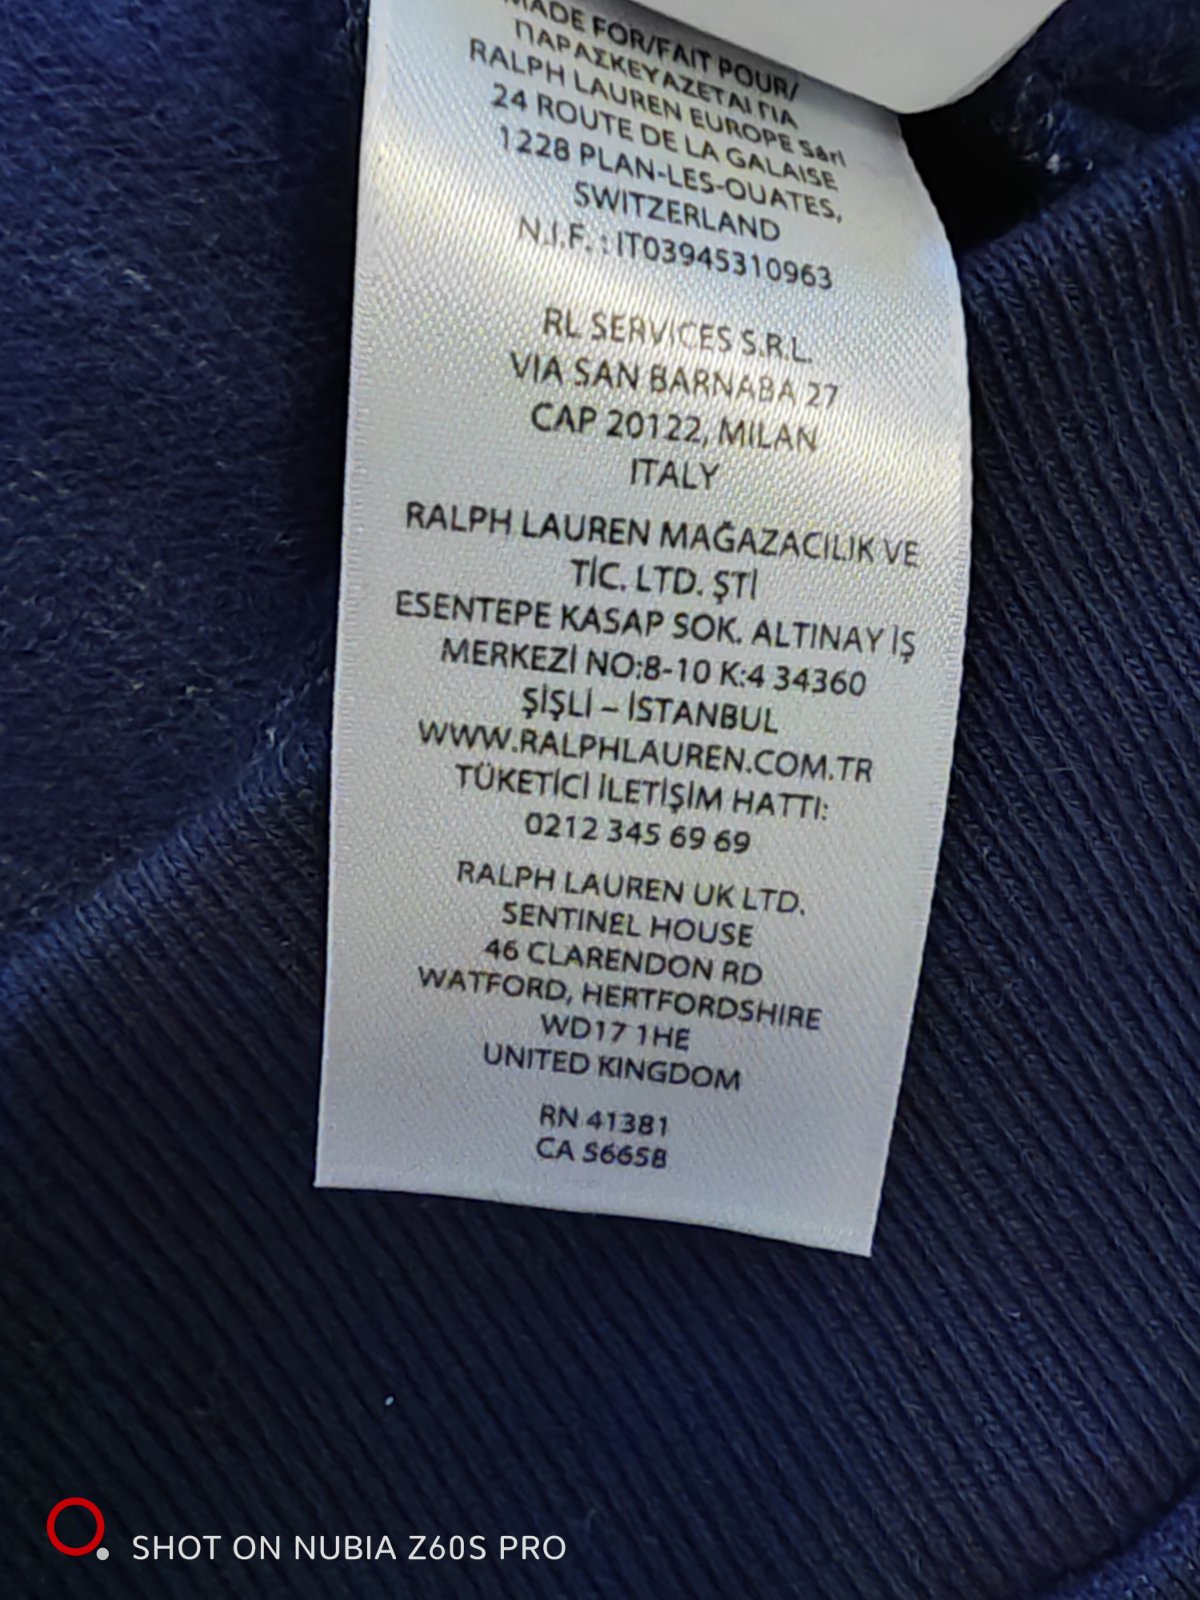 MADE FOR/FAIT POUR/
ΠΑΡΑΣΚΕΥΑΖΕΤΑΙ ΓΙΑ
RALPH LAUREN EUROPE Sàrl
24 ROUTE DE LA GALAISE
1228 PLAN-LES-OUATES,
SWITZERLAND
N.I.F. : IT03945310963
RL SERVICES S.R.L.
VIA SAN BARNABA 27
CAP 20122, MILAN
ITALY
RALPH LAUREN MAĞAZACILIK VE
TİC. LTD. ŞTİ
ESENTEPE KASAP SOK. ALTINAY İŞ
MERKEZİ NO:8-10 K:4 34360
ŞİŞLİ – İSTANBUL
WWW.RALPHLAUREN.COM.TR
TÜKETİCİ İLETİŞİM HATTI:
0212 345 69 69
RALPH LAUREN UK LTD.
SENTINEL HOUSE
46 CLARENDON RD
WATFORD, HERTFORDSHIRE
WD17 1HE
UNITED KINGDOM
RN 41381
CA 56658
SHOT ON NUBIA Z60S PRO